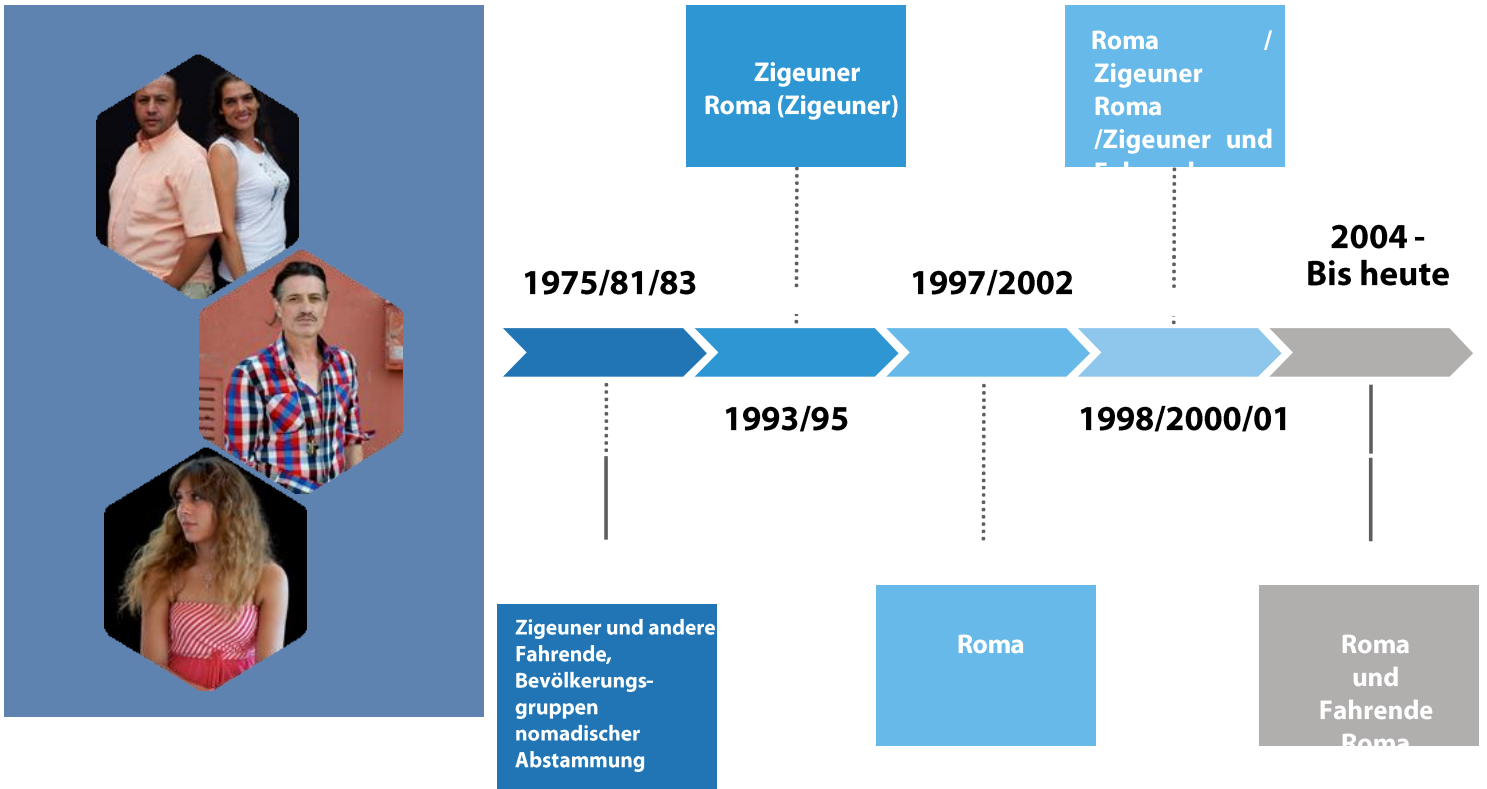 Zigeuner
Roma (Zigeuner)
Roma /
Zigeuner
Roma
/Zigeuner und
1975/81/83
1997/2002
2004 -
Bis heute
1993/95
1998/2000/01
Zigeuner und andere
Fahrende,
Bevölkerungs-
gruppen
nomadischer
Abstammung
Roma
Roma
und
Fahrende
Roma